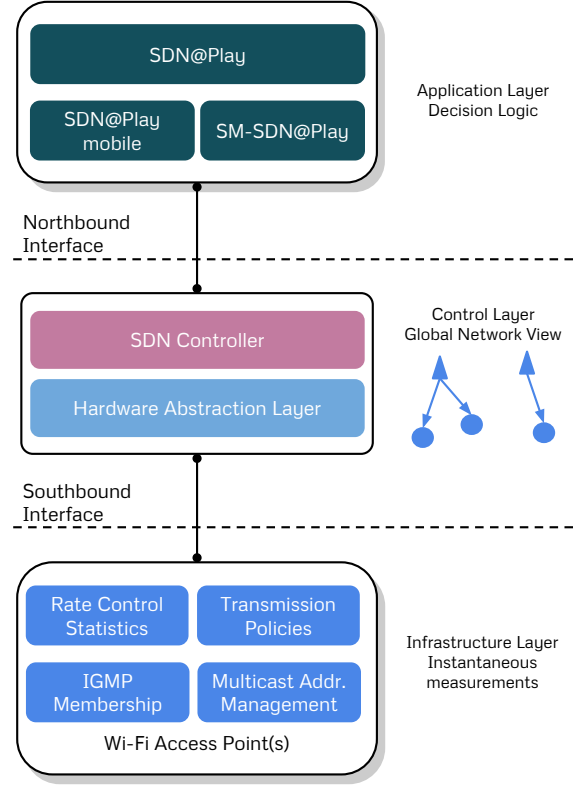 SDN@Play
SDN@Play
mobile
SM-SDN@Play
Application Layer
Decision Logic
Northbound
Interface
SDN Controller
Hardware Abstraction Layer
Control Layer
Global Network View
Southbound
Interface
Rate Control
Statistics
Transmission
Policies
IGMP
Membership
Multicast Addr.
Management
Wi-Fi Access Point(s)
Infrastructure Layer
Instantaneous
measurements